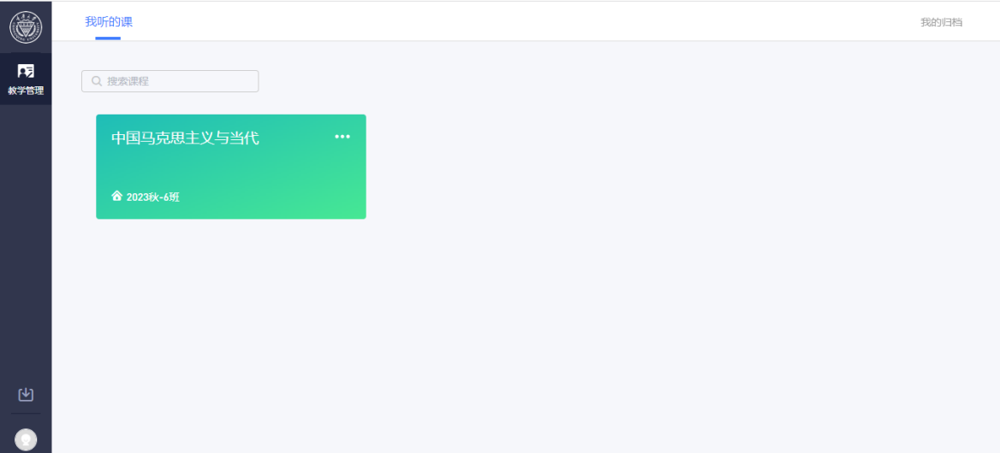 我听的课
我的归档
教学管理
搜索课程
中国马克思主义与当代
2023秋-6班